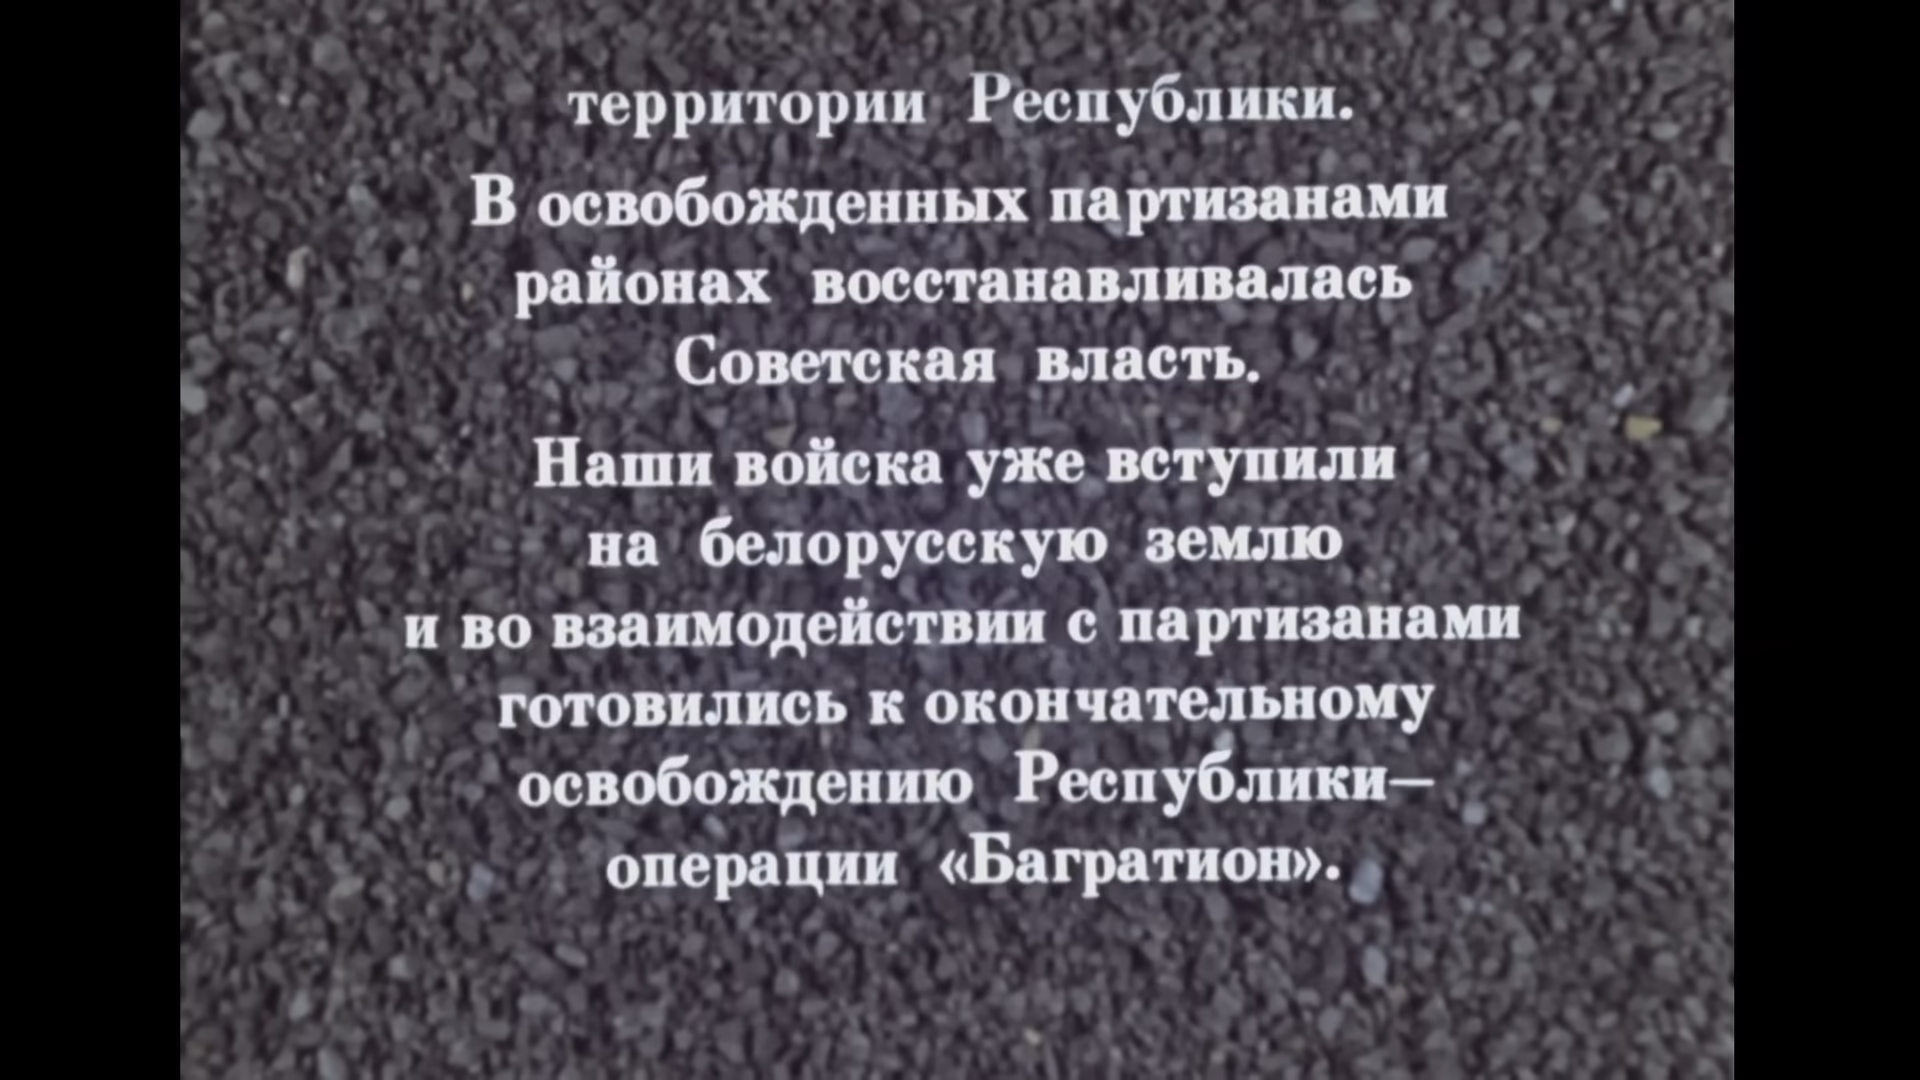 территории Республики.
В освобожденных партизанами
районах восстанавливалась
Советская власть.
Наши войска уже вступили
на белорусскую землю
и во взаимодействии с партизанами
готовились к окончательному
освобождению Республики—
операции «Багратион».